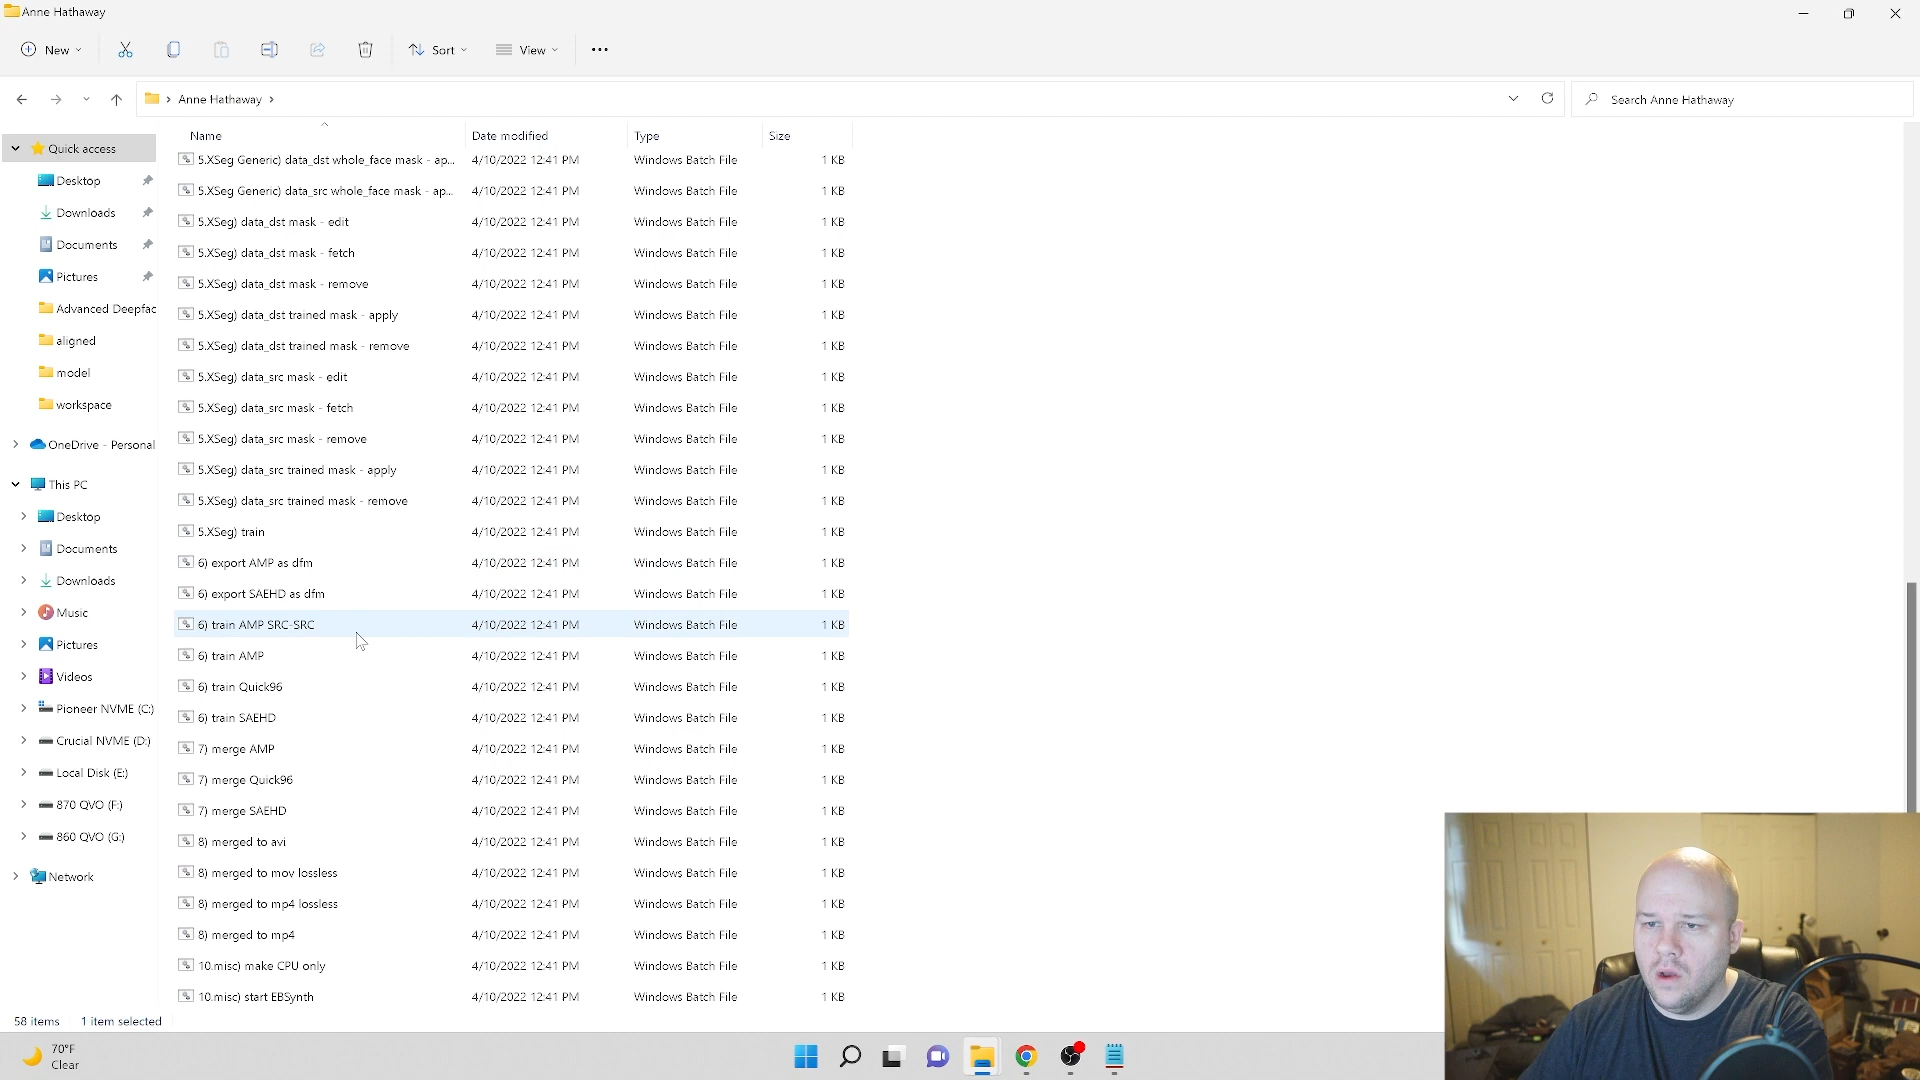 Anne Hathaway
New
Sort
View
Anne Hathaway
Search Anne Hathaway
Name Date modified Type Size
Quick access
Desktop
Downloads
Documents
Pictures
Advanced Deepfac
aligned
model
workspace
OneDrive - Personal
This PC
Desktop
Documents
Downloads
Music
Pictures
Videos
Pioneer NVME (C:)
Crucial NVME (D:)
Local Disk (E:)
870 QVO (F:)
860 QVO (G:)
Network
5.XSeg Generic) data_dst whole_face mask - ap... 4/10/2022 12:41 PM Windows Batch File 1 KB
5.XSeg Generic) data_src whole_face mask - ap... 4/10/2022 12:41 PM Windows Batch File 1 KB
5.XSeg) data_dst mask - edit 4/10/2022 12:41 PM Windows Batch File 1 KB
5.XSeg) data_dst mask - fetch 4/10/2022 12:41 PM Windows Batch File 1 KB
5.XSeg) data_dst mask - remove 4/10/2022 12:41 PM Windows Batch File 1 KB
5.XSeg) data_dst trained mask - apply 4/10/2022 12:41 PM Windows Batch File 1 KB
5.XSeg) data_dst trained mask - remove 4/10/2022 12:41 PM Windows Batch File 1 KB
5.XSeg) data_src mask - edit 4/10/2022 12:41 PM Windows Batch File 1 KB
5.XSeg) data_src mask - fetch 4/10/2022 12:41 PM Windows Batch File 1 KB
5.XSeg) data_src mask - remove 4/10/2022 12:41 PM Windows Batch File 1 KB
5.XSeg) data_src trained mask - apply 4/10/2022 12:41 PM Windows Batch File 1 KB
5.XSeg) data_src trained mask - remove 4/10/2022 12:41 PM Windows Batch File 1 KB
5.XSeg) train 4/10/2022 12:41 PM Windows Batch File 1 KB
6) export AMP as dfm 4/10/2022 12:41 PM Windows Batch File 1 KB
6) export SAEHD as dfm 4/10/2022 12:41 PM Windows Batch File 1 KB
6) train AMP SRC-SRC 4/10/2022 12:41 PM Windows Batch File 1 KB
6) train AMP 4/10/2022 12:41 PM Windows Batch File 1 KB
6) train Quick96 4/10/2022 12:41 PM Windows Batch File 1 KB
6) train SAEHD 4/10/2022 12:41 PM Windows Batch File 1 KB
7) merge AMP 4/10/2022 12:41 PM Windows Batch File 1 KB
7) merge Quick96 4/10/2022 12:41 PM Windows Batch File 1 KB
7) merge SAEHD 4/10/2022 12:41 PM Windows Batch File 1 KB
8) merged to avi 4/10/2022 12:41 PM Windows Batch File 1 KB
8) merged to mov lossless 4/10/2022 12:41 PM Windows Batch File 1 KB
8) merged to mp4 lossless 4/10/2022 12:41 PM Windows Batch File 1 KB
8) merged to mp4 4/10/2022 12:41 PM Windows Batch File 1 KB
10.misc) make CPU only 4/10/2022 12:41 PM Windows Batch File 1 KB
10.misc) start EBSynth 4/10/2022 12:41 PM Windows Batch File 1 KB
58 items 1 item selected
70°F
Clear